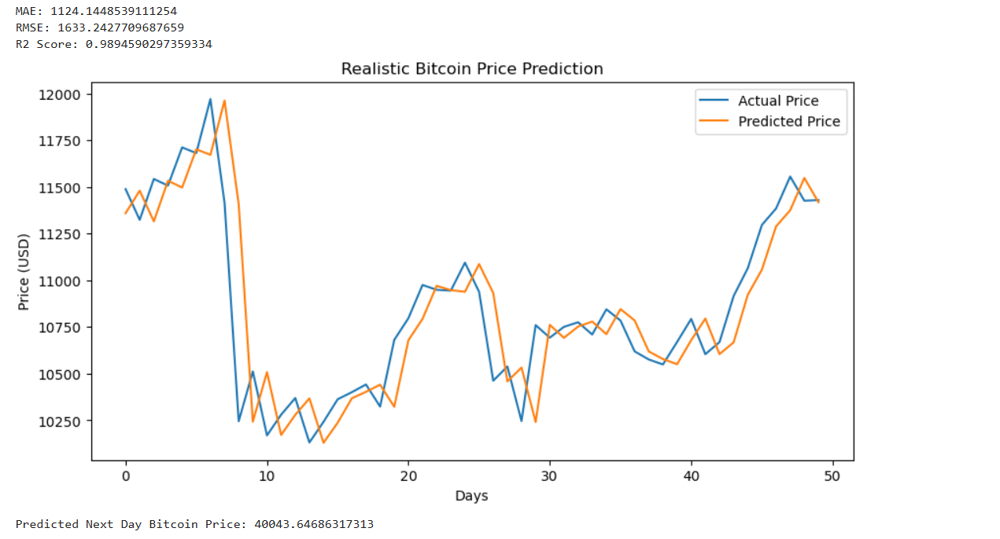 MAE: 1124.1448539111254
RMSE: 1633.2427709687659
R2 Score: 0.9894590297359334
Realistic Bitcoin Price Prediction
Actual Price
Predicted Price
12000
11750
11500
11250
11000
10750
10500
10250
Price (USD)
0 10 20 30 40 50
Days
Predicted Next Day Bitcoin Price: 40043.64686317313